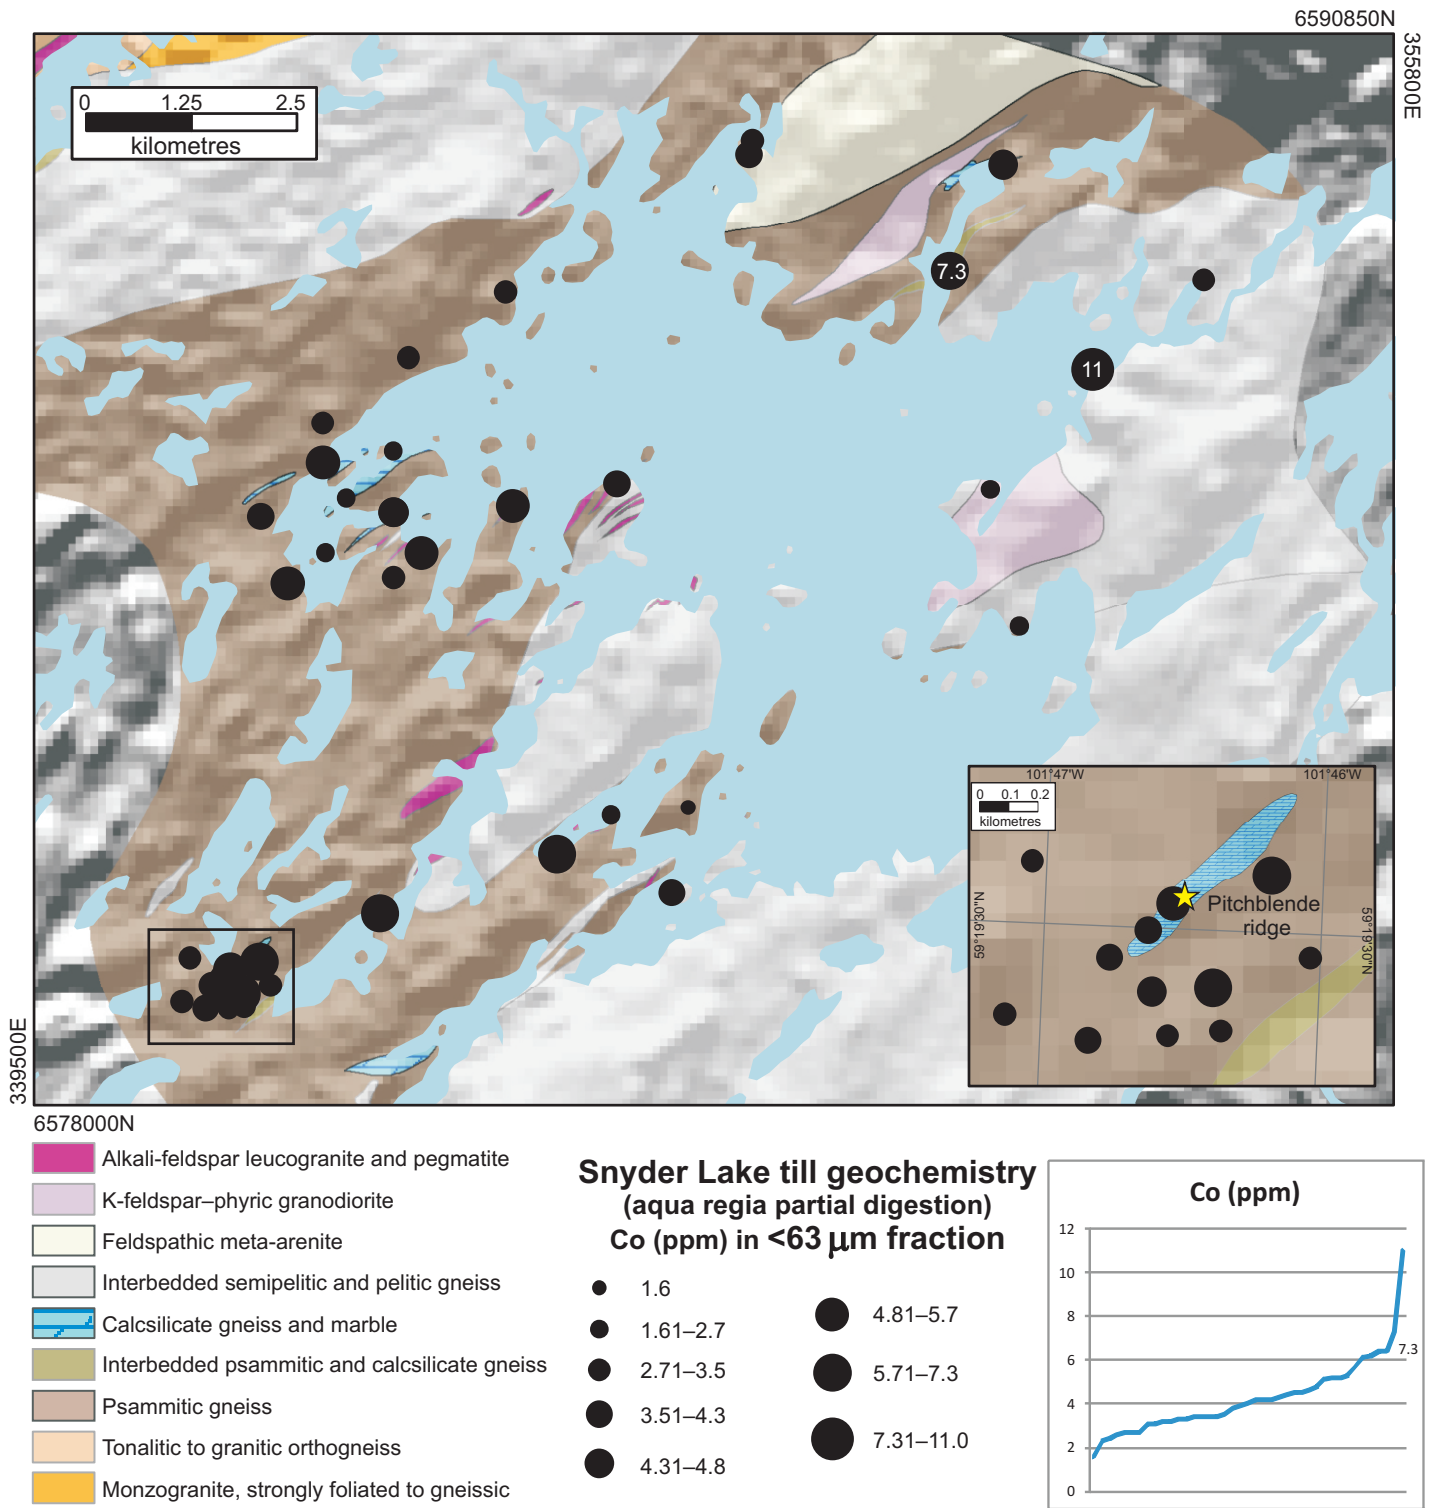 6590850N
355800E
0 1.25 2.5
kilometres
7.3
11
101°47'W 101°46'W
0 0.1 0.2
kilometres
59°19'30"N
59°19'30"N
Pitchblende
ridge
339500E
6578000N
Alkali-feldspar leucogranite and pegmatite
K-feldspar–phyric granodiorite
Feldspathic meta-arenite
Interbedded semipelitic and pelitic gneiss
Calcsilicate gneiss and marble
Interbedded psammitic and calcsilicate gneiss
Psammitic gneiss
Tonalitic to granitic orthogneiss
Monzogranite, strongly foliated to gneissic
Snyder Lake till geochemistry
(aqua regia partial digestion)
Co (ppm) in <63 µm fraction
1.6
1.61–2.7
2.71–3.5
3.51–4.3
4.31–4.8
4.81–5.7
5.71–7.3
7.31–11.0
Co (ppm)
12
10
8
6
4
2
0
7.3